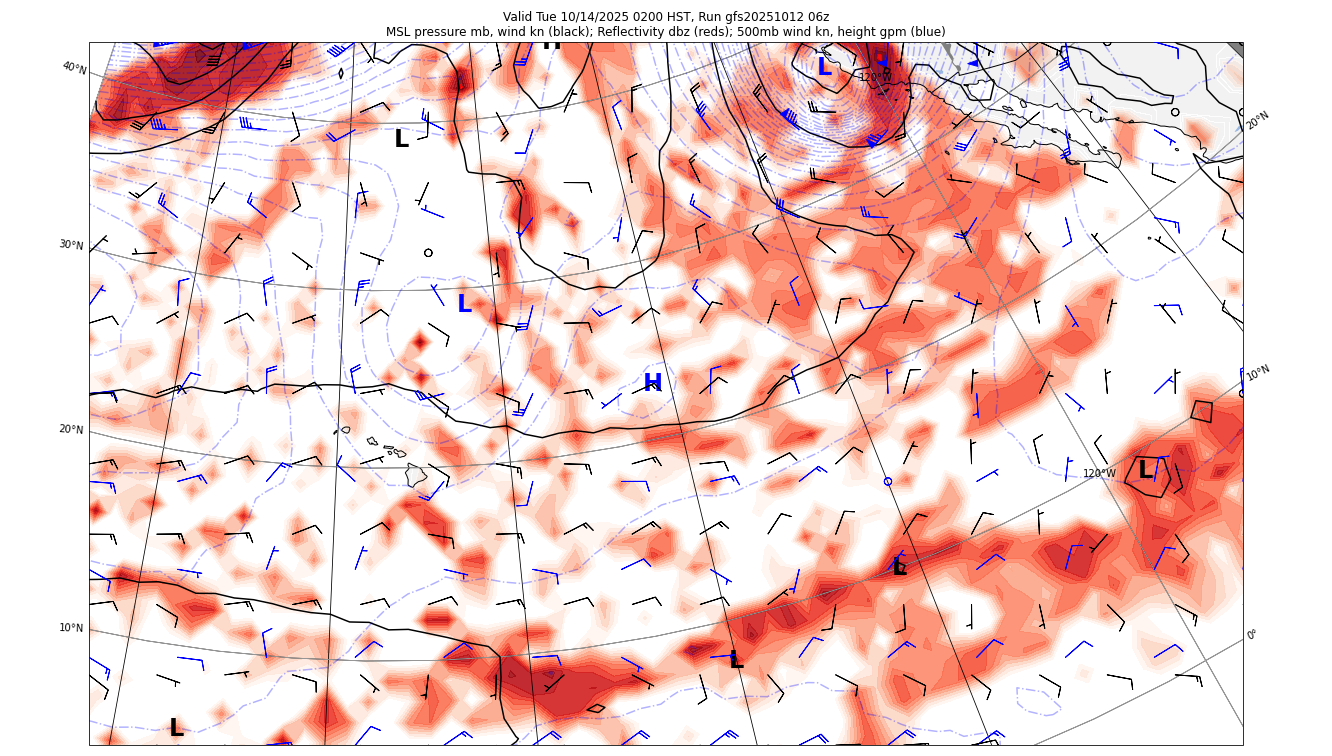 Valid Tue 10/14/2025 0200 HST, Run gfs20251012 06z
MSL pressure mb, wind kn (black); Reflectivity dbz (reds); 500mb wind kn, height gpm (blue)
H
L
120°W
40°N
20°N
L
30°N
L
10°N
H
20°N
120°W
L
L
10°N
0°
L
L